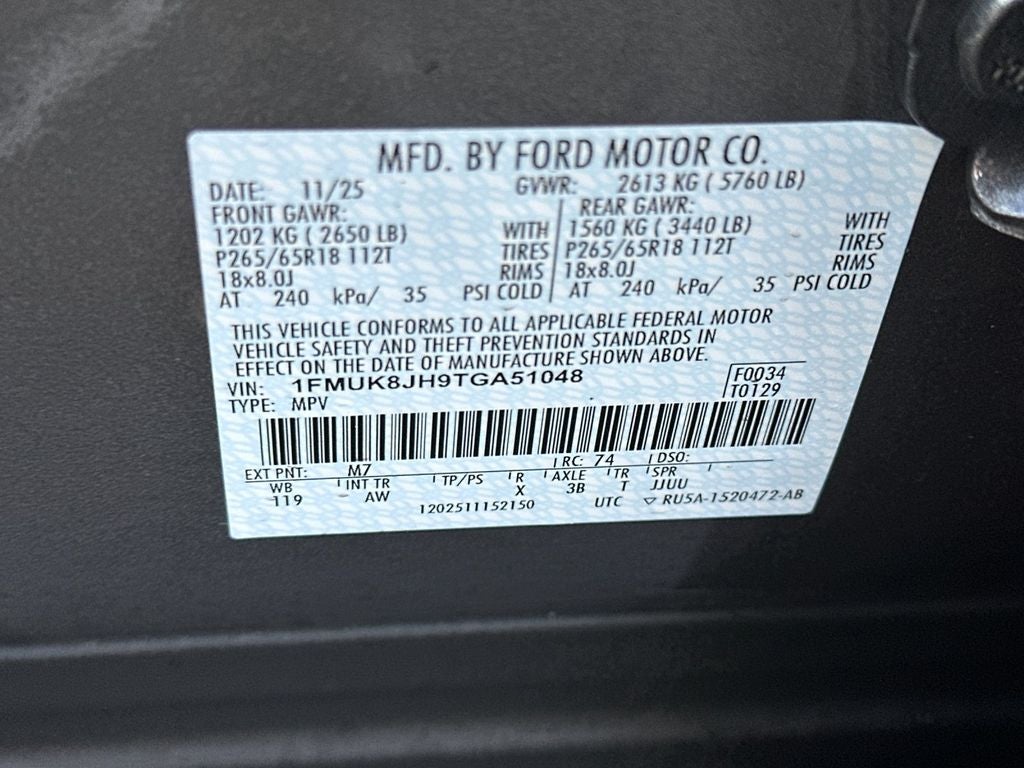 MFD. BY FORD MOTOR CO.
DATE: 11/25 GVWR: 2613 KG ( 5760 LB)
FRONT GAWR: REAR GAWR:
1202 KG ( 2650 LB) WITH 1560 KG ( 3440 LB) WITH
P265/65R18 112T TIRES P265/65R18 112T TIRES
18x8.0J RIMS 18x8.0J RIMS
AT 240 kPa/ 35 PSI COLD AT 240 kPa/ 35 PSI COLD
THIS VEHICLE CONFORMS TO ALL APPLICABLE FEDERAL MOTOR
VEHICLE SAFETY AND THEFT PREVENTION STANDARDS IN
EFFECT ON THE DATE OF MANUFACTURE SHOWN ABOVE.
VIN: 1FMUK8JH9TGA51048 F0034
TYPE: MPV T0129
EXT PNT: M7 RC: 74 DSO:
WB INT TR TP/PS R AXLE TR SPR
119 AW X 3B T JJUU
1202511152150 UTC ▽ RU5A-1520472-AB